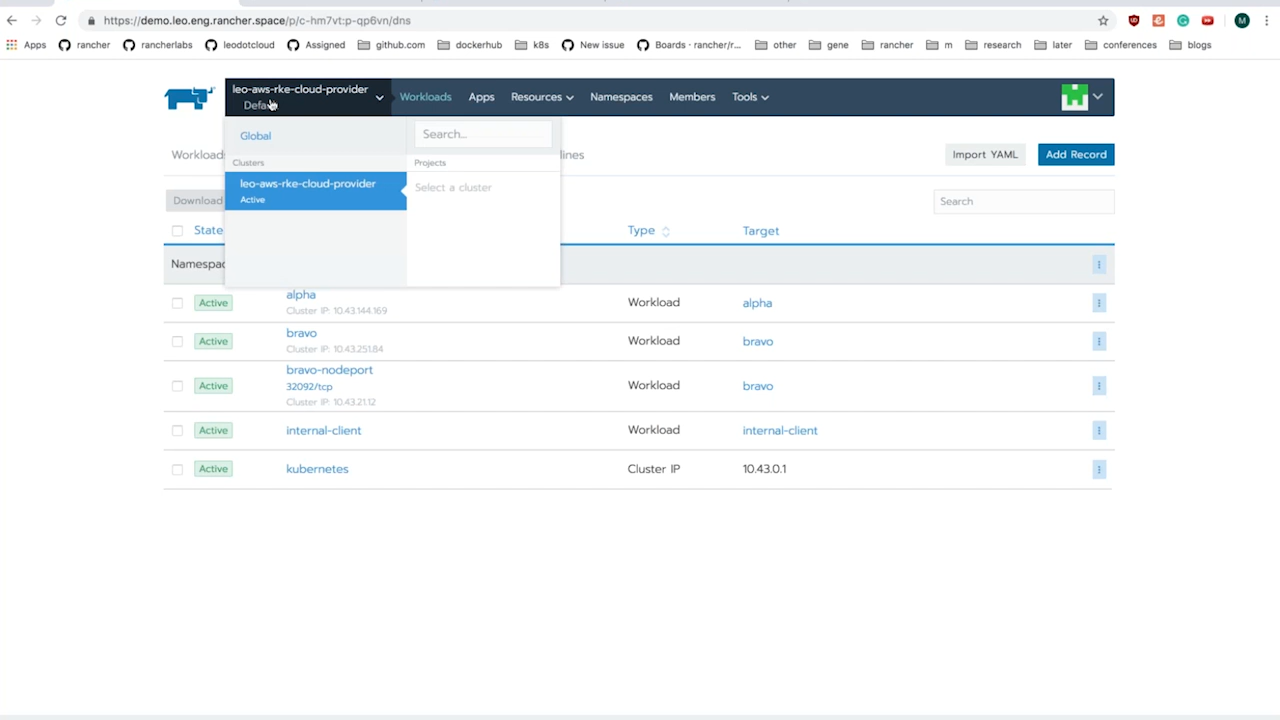 https://demo.leo.eng.rancher.space/p/c-hm7vt:p-qp6vn/dns
M
Apps rancher rancherlabs leodotcloud Assigned github.com dockerhub k8s New issue Boards · rancher/r... other gene rancher m research later conferences blogs
leo-aws-rke-cloud-provider
Workloads Apps Resources Namespaces Members Tools
Global Search..
Import YAML Add Record
Clusters Projects
leo-aws-rke-cloud-provider Select a cluster
Active
Download Search
State Type Target
alpha
Active Workload alpha
Cluster IP: 10.43.144.169
bravo
Active Workload bravo
Cluster IP: 10.43.251.84
bravo-nodeport
Active 32092/tcp Workload bravo
Cluster IP: 10.43.21.12
Active internal-client Workload internal-client
Active kubernetes Cluster IP 10.43.0.1